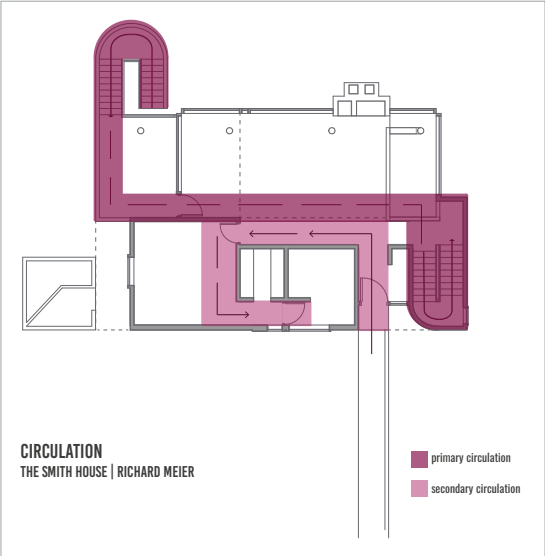 CIRCULATION
THE SMITH HOUSE | RICHARD MEIER
primary circulation
secondary circulation